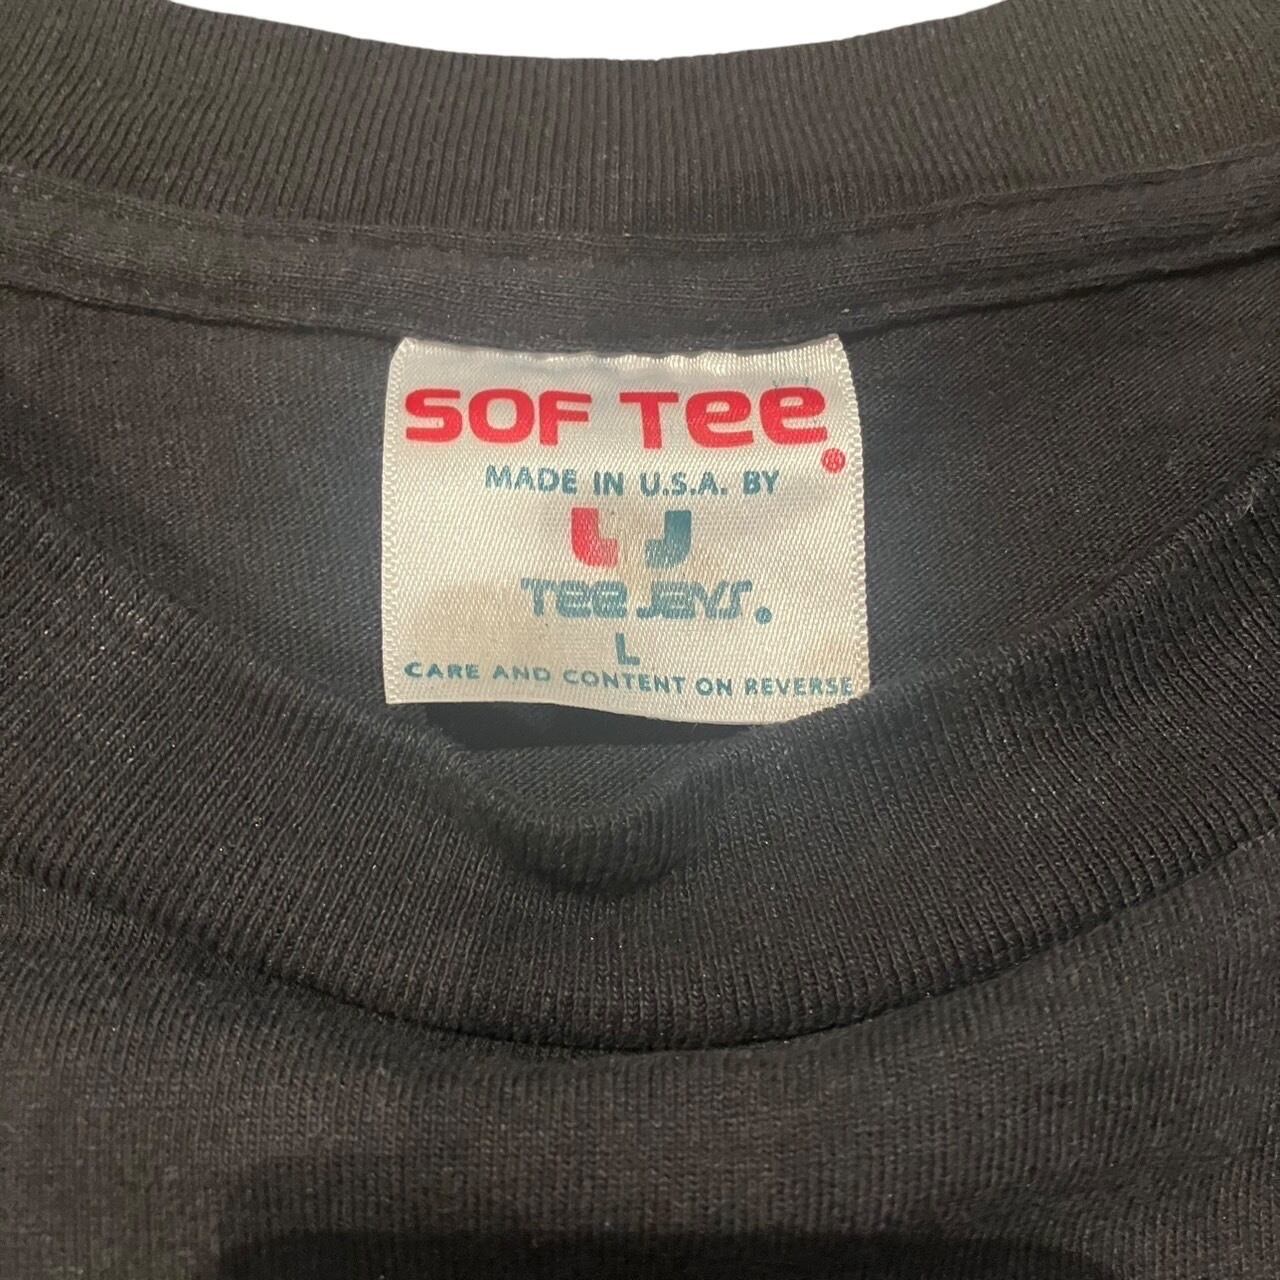 SOF TEE®
MADE IN U.S.A. BY
TEE JAYS®
L
CARE AND CONTENT ON REVERSE